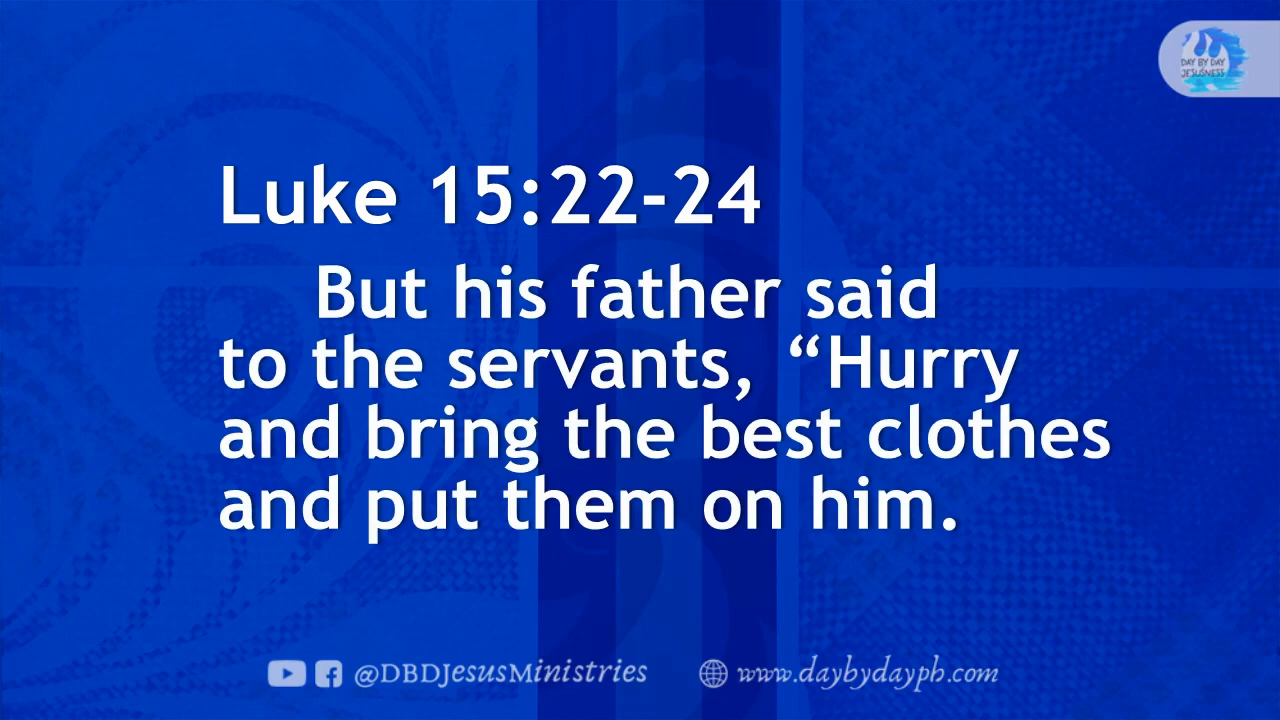 DAY BY DAY
JESUSNESS
Luke 15:22-24
But his father said
to the servants, “Hurry
and bring the best clothes
and put them on him.
@DBDJesusMinistries
www.daybydayph.com